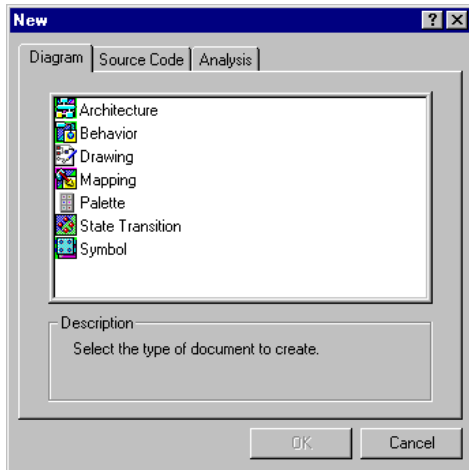 New
Diagram Source Code Analysis
Architecture
Behavior
Drawing
Mapping
Palette
State Transition
Symbol
Description
Select the type of document to create.
OK Cancel